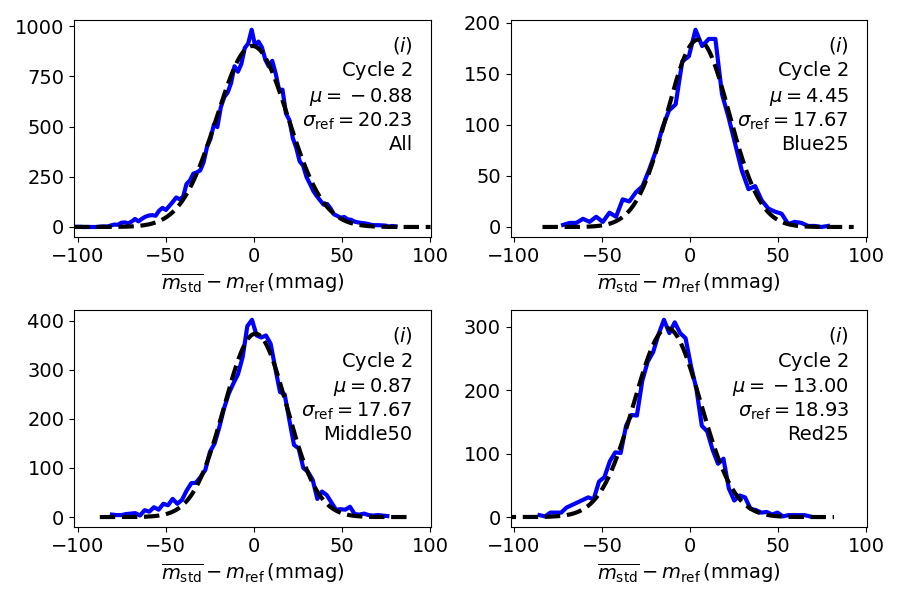 1000
750
500
250
0
−100 −50 0 50 100
(i)
Cycle 2
μ = −0.88
σref = 20.23
All
m̅std − mref (mmag)
200
150
100
50
0
−100 −50 0 50 100
(i)
Cycle 2
μ = 4.45
σref = 17.67
Blue25
m̅std − mref (mmag)
400
300
200
100
0
−100 −50 0 50 100
(i)
Cycle 2
μ = 0.87
σref = 17.67
Middle50
m̅std − mref (mmag)
300
200
100
0
−100 −50 0 50 100
(i)
Cycle 2
μ = −13.00
σref = 18.93
Red25
m̅std − mref (mmag)